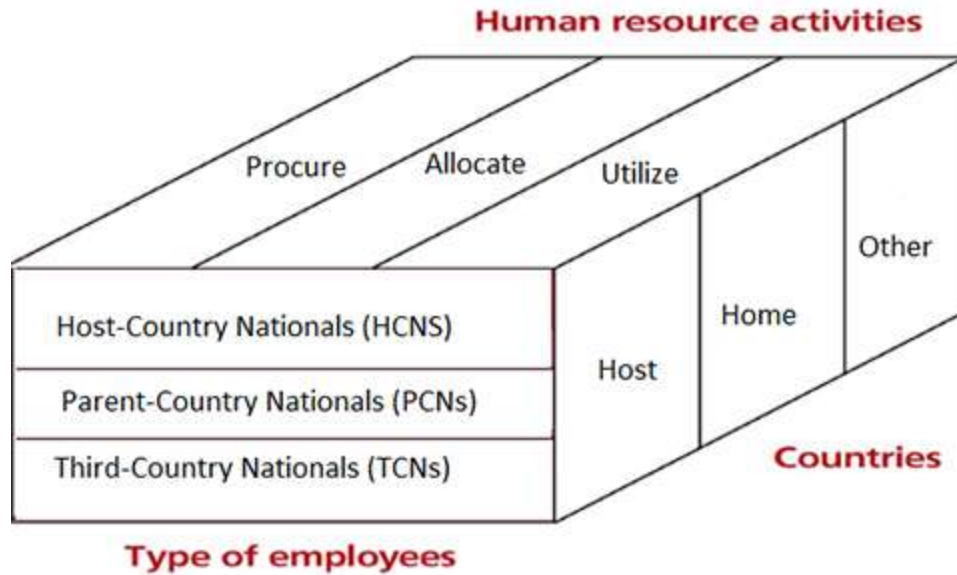 Human resource activities
Procure
Allocate
Utilize
Other
Home
Host
Host-Country Nationals (HCNS)
Parent-Country Nationals (PCNs)
Third-Country Nationals (TCNs)
Countries
Type of employees